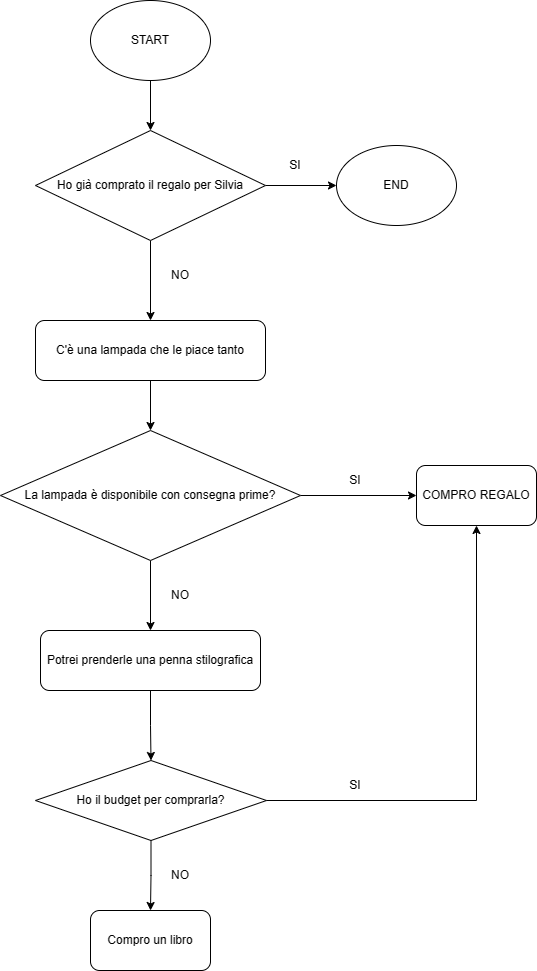 START
Ho già comprato il regalo per Silvia
SI
END
NO
C'è una lampada che le piace tanto
La lampada è disponibile con consegna prime?
SI
COMPRO REGALO
NO
Potrei prenderle una penna stilografica
Ho il budget per comprarla?
SI
NO
Compro un libro